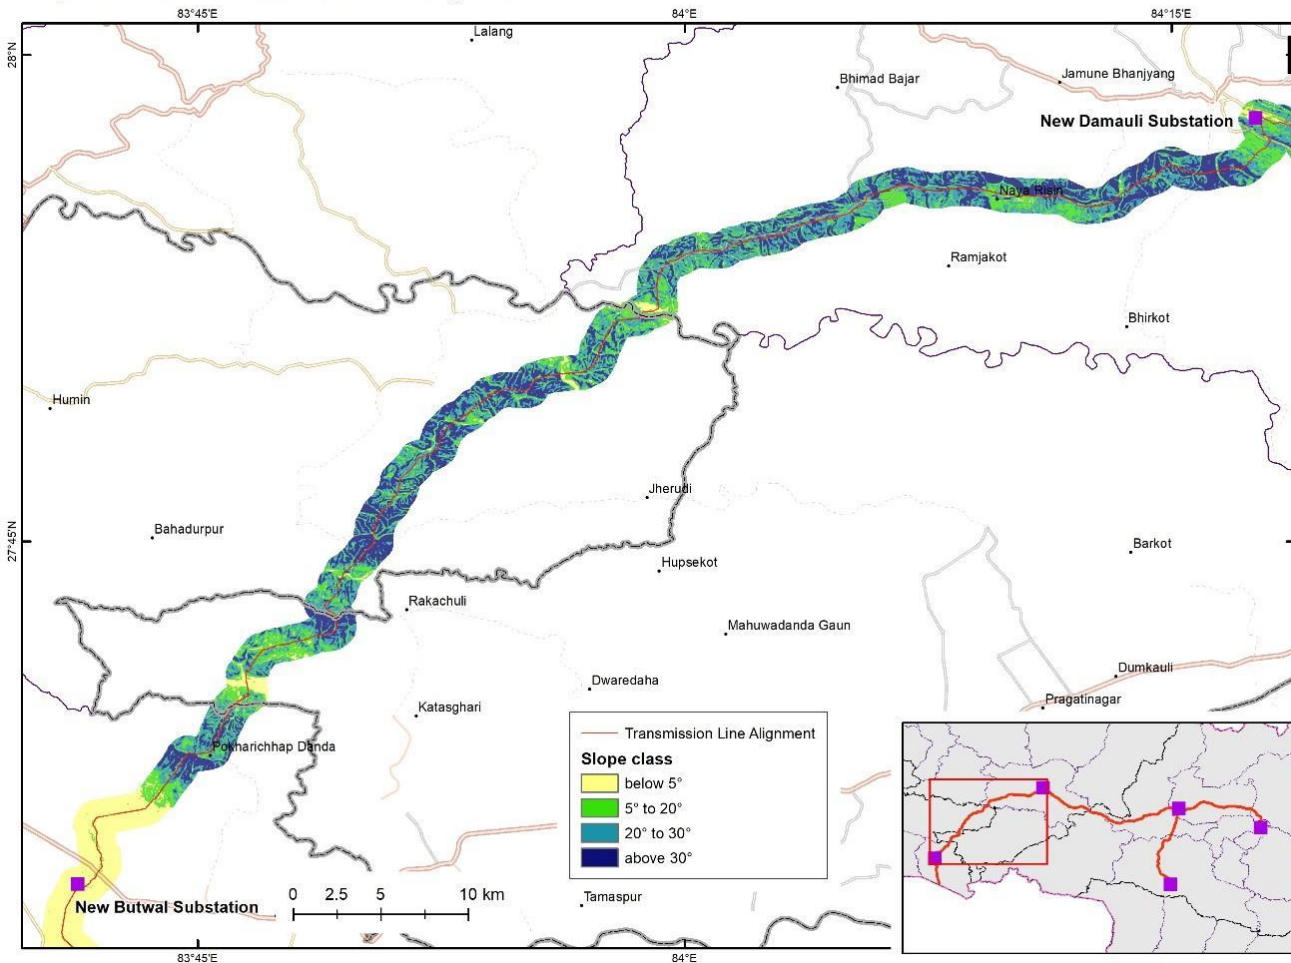 83°45'E
84°E
84°15'E
28°N
Lalang
Bhimad Bajar
Jamune Bhanjyang
New Damauli Substation
Naya Risin
Ramjakot
Bhirkot
Humin
Jherudi
Bahadurpur
27°45'N
Barkot
Hupsekot
Rakachuli
Mahuwadanda Gaun
Dumkauli
Dwaredaha
Pragatinagar
Katasghari
Pokharichhap Danda
Transmission Line Alignment
Slope class
below 5°
5° to 20°
20° to 30°
above 30°
0 2.5 5 10 km
New Butwal Substation
Tamaspur
83°45'E
84°E